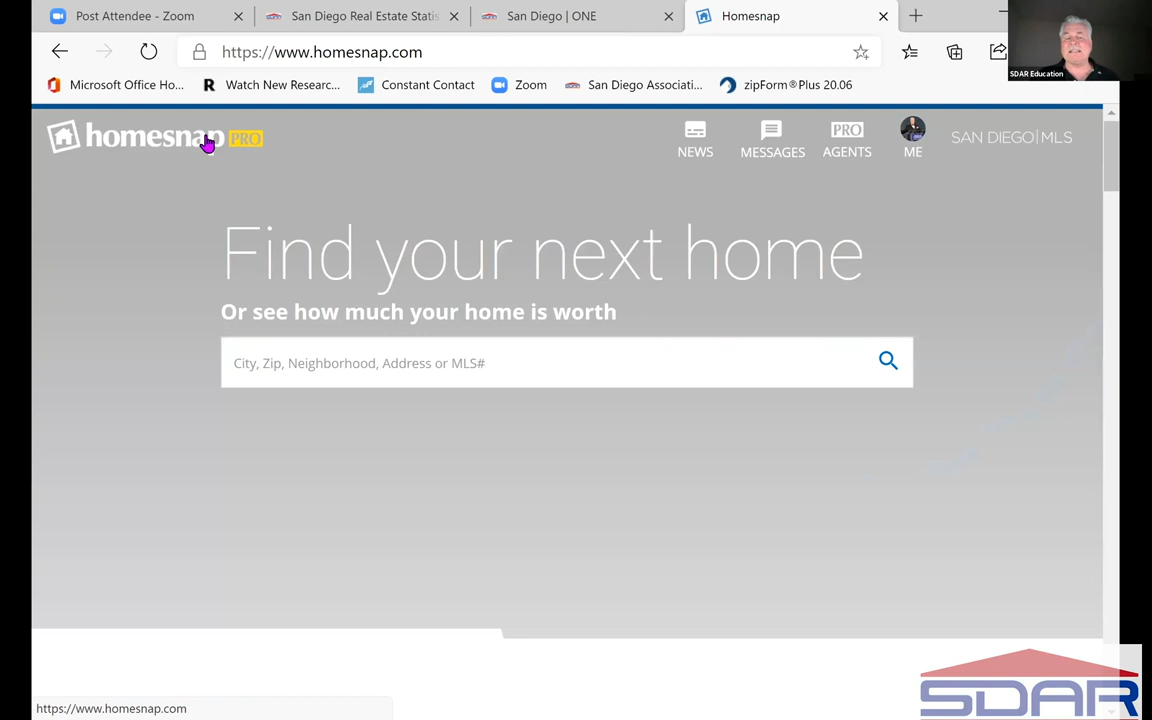 Post Attendee - Zoom
San Diego Real Estate Statis
San Diego | ONE
Homesnap
https://www.homesnap.com
SDAR Education
Microsoft Office Ho...
Watch New Researc...
Constant Contact
Zoom
San Diego Associati...
zipForm®Plus 20.06
homesnap PRO
NEWS
MESSAGES
PRO
AGENTS
ME
SAN DIEGO|MLS
Find your next home
Or see how much your home is worth
City, Zip, Neighborhood, Address or MLS#
https://www.homesnap.com
SDAR